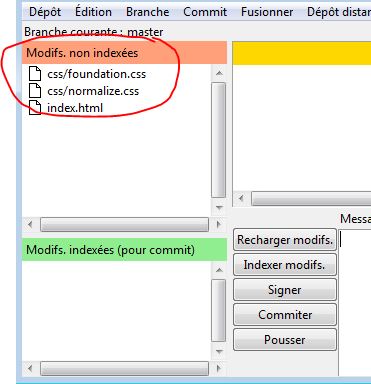 Dépôt Édition Branche Commit Fusionner Dépôt distan
Branche courante : master
Modifs. non indexées
css/foundation.css
css/normalize.css
index.html
Modifs. indexées (pour commit)
Messa
Recharger modifs.
Indexer modifs.
Signer
Commiter
Pousser